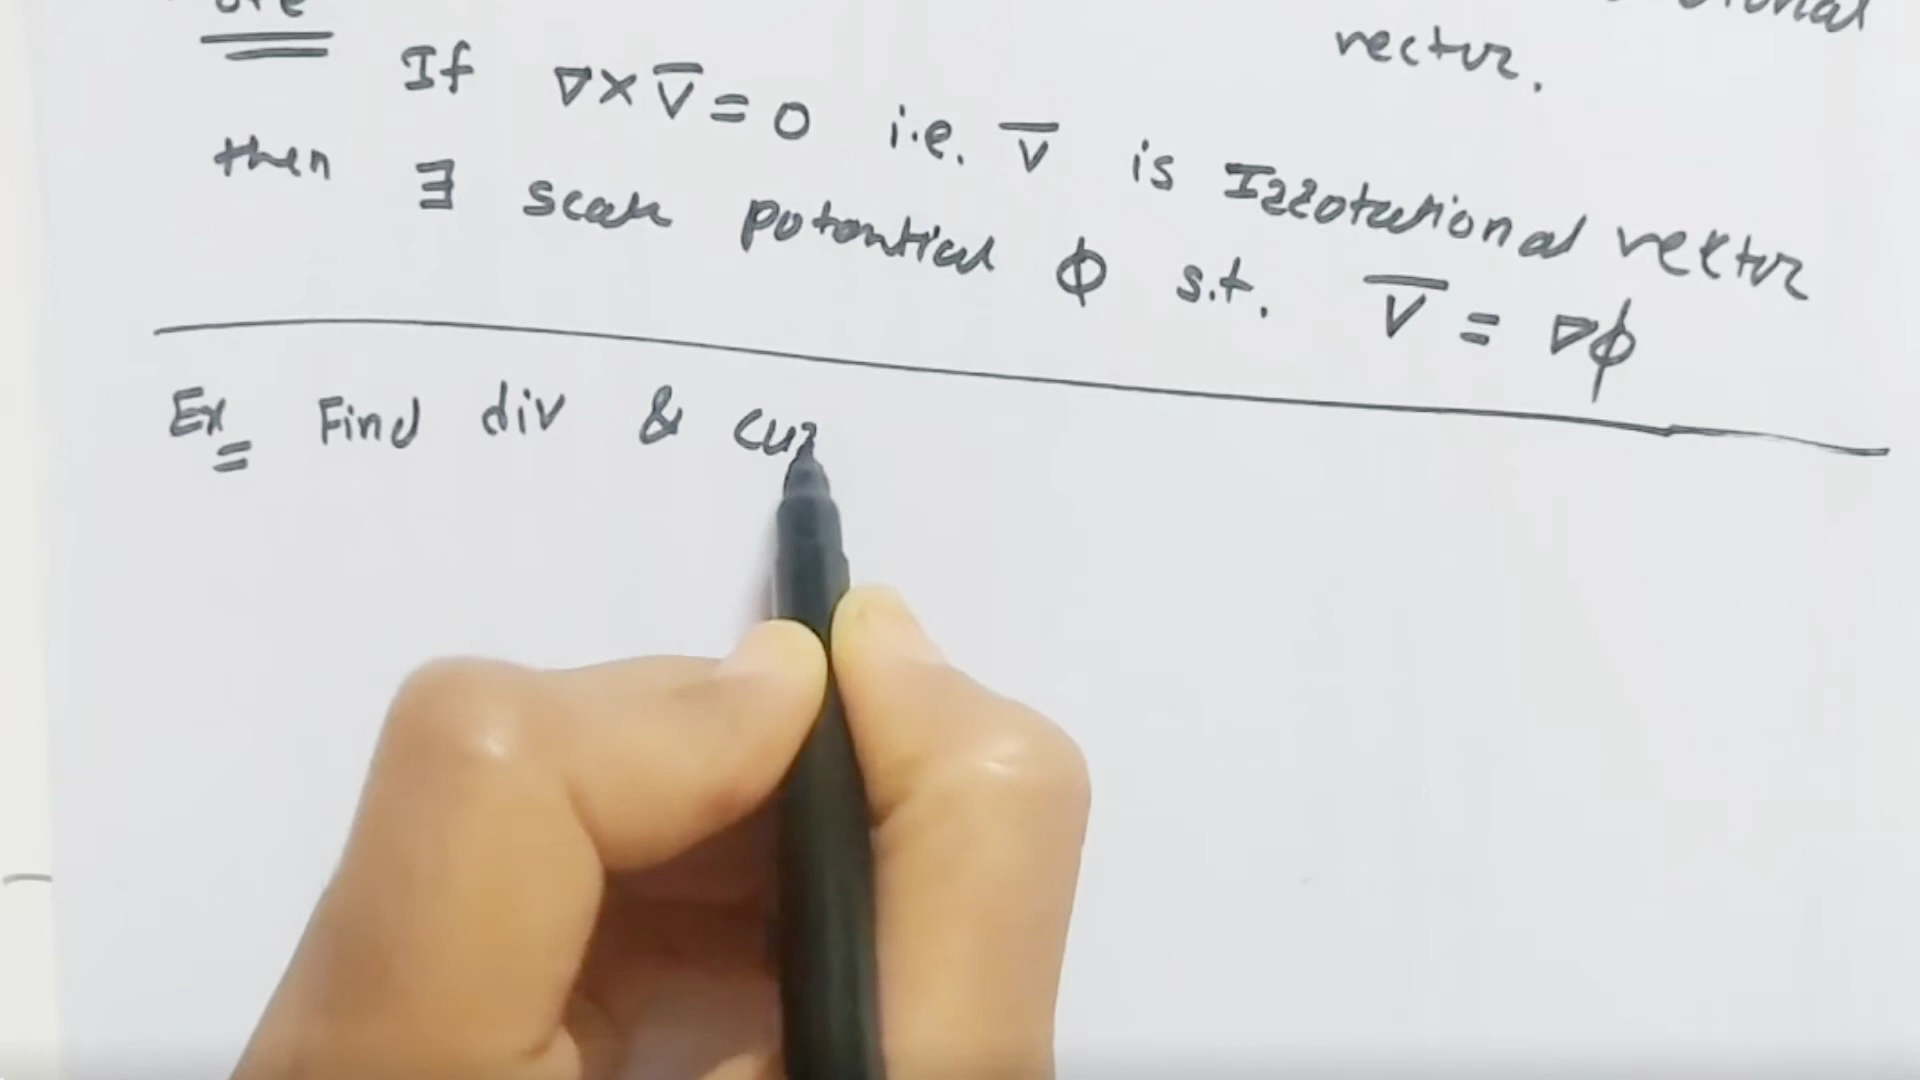 vector.
If ∇×V̅ = 0 i.e. V̅ is Irrotational vector
then ∃ scalar potential ϕ s.t. V̅ = ∇ϕ
Ex Find div & cur